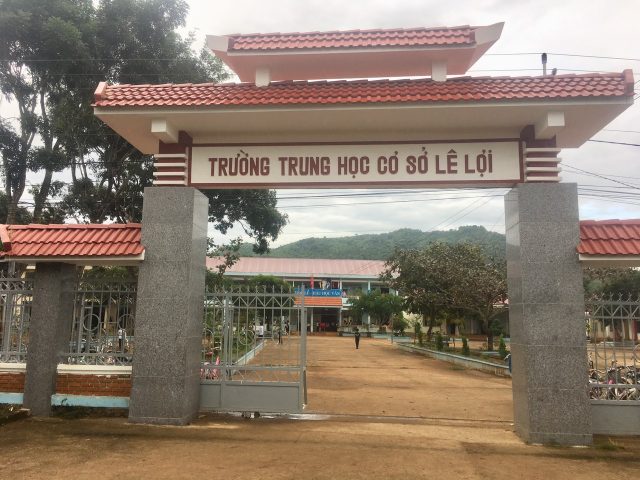 TRƯỜNG TRUNG HỌC CƠ SỞ LÊ LỢI